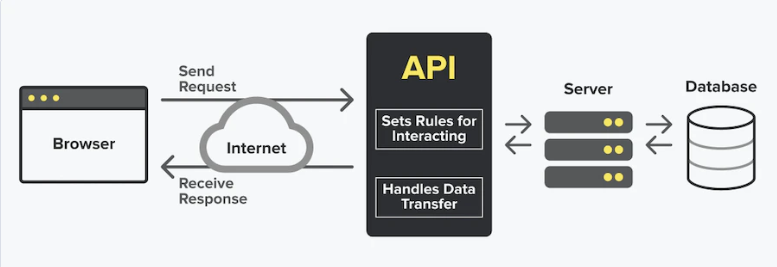 Send
Request
Browser
Internet
Receive
Response
API
Sets Rules for
Interacting
Handles Data
Transfer
Server
Database